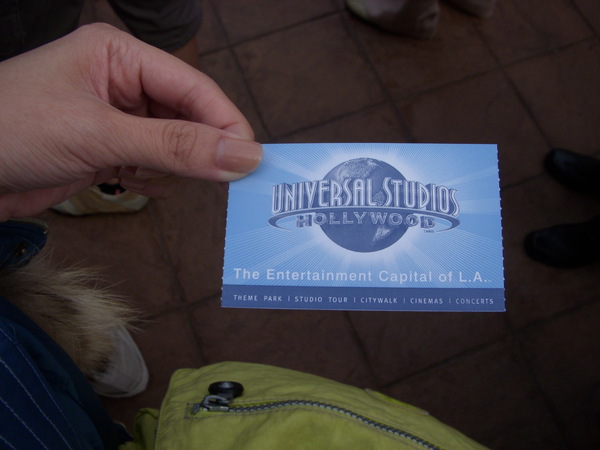 UNIVERSAL STUDIOS
HOLLYWOOD
The Entertainment Capital of L.A.
THEME PARK | STUDIO TOUR | CITYWALK | CINEMAS | CONCERTS